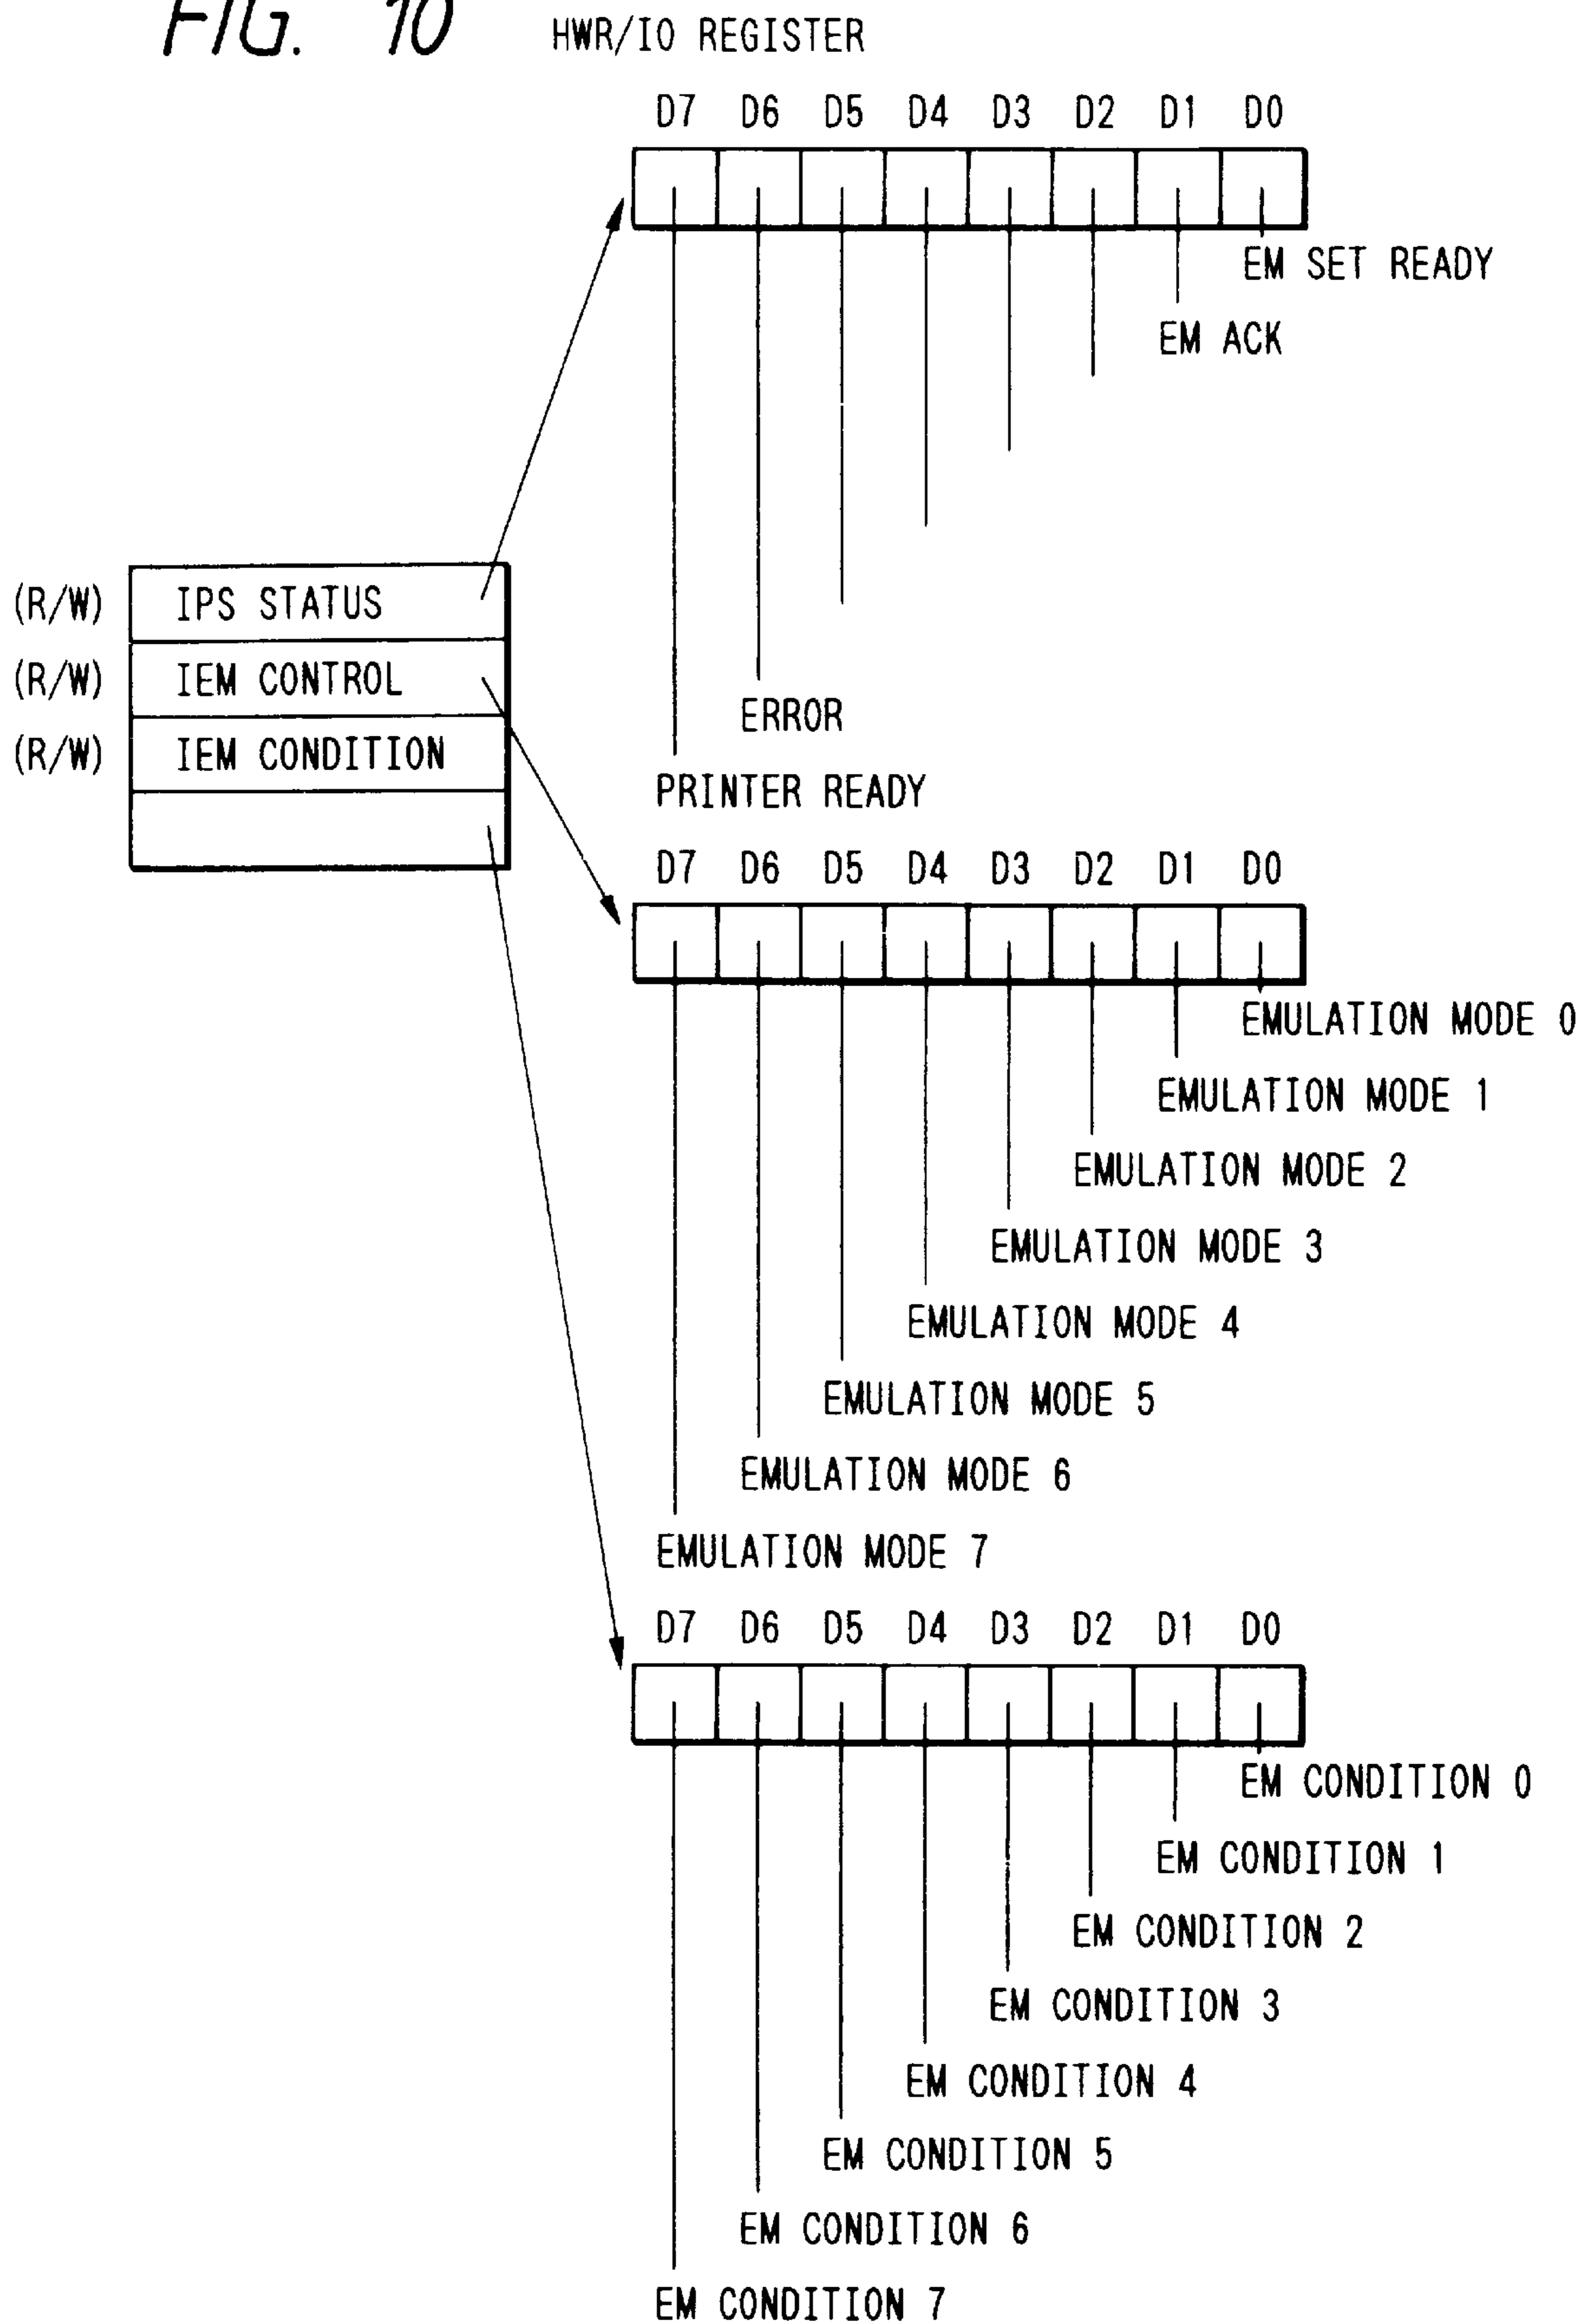 FIG. 10
HWR/IO REGISTER
D7 D6 D5 D4 D3 D2 D1 D0
EM SET READY
EM ACK
ERROR
PRINTER READY
(R/W) IPS STATUS
(R/W) IEM CONTROL
(R/W) IEM CONDITION
D7 D6 D5 D4 D3 D2 D1 D0
EMULATION MODE 0
EMULATION MODE 1
EMULATION MODE 2
EMULATION MODE 3
EMULATION MODE 4
EMULATION MODE 5
EMULATION MODE 6
EMULATION MODE 7
D7 D6 D5 D4 D3 D2 D1 D0
EM CONDITION 0
EM CONDITION 1
EM CONDITION 2
EM CONDITION 3
EM CONDITION 4
EM CONDITION 5
EM CONDITION 6
EM CONDITION 7